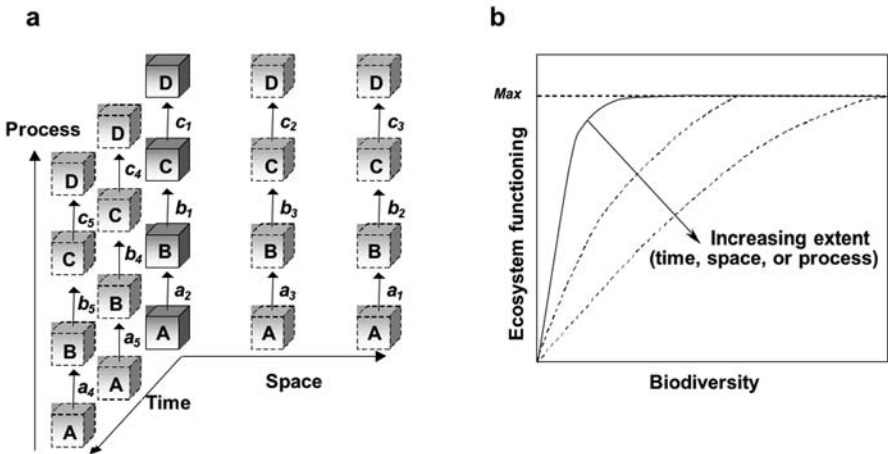 a
Process
D
c1
C
b1
B
a2
A
D
c2
C
b3
B
a3
A
D
c3
C
b2
B
a1
A
D
c4
C
b4
B
a5
A
D
c5
C
b5
B
a4
A
Time
Space
b
Max
Ecosystem functioning
Increasing extent
(time, space, or process)
Biodiversity